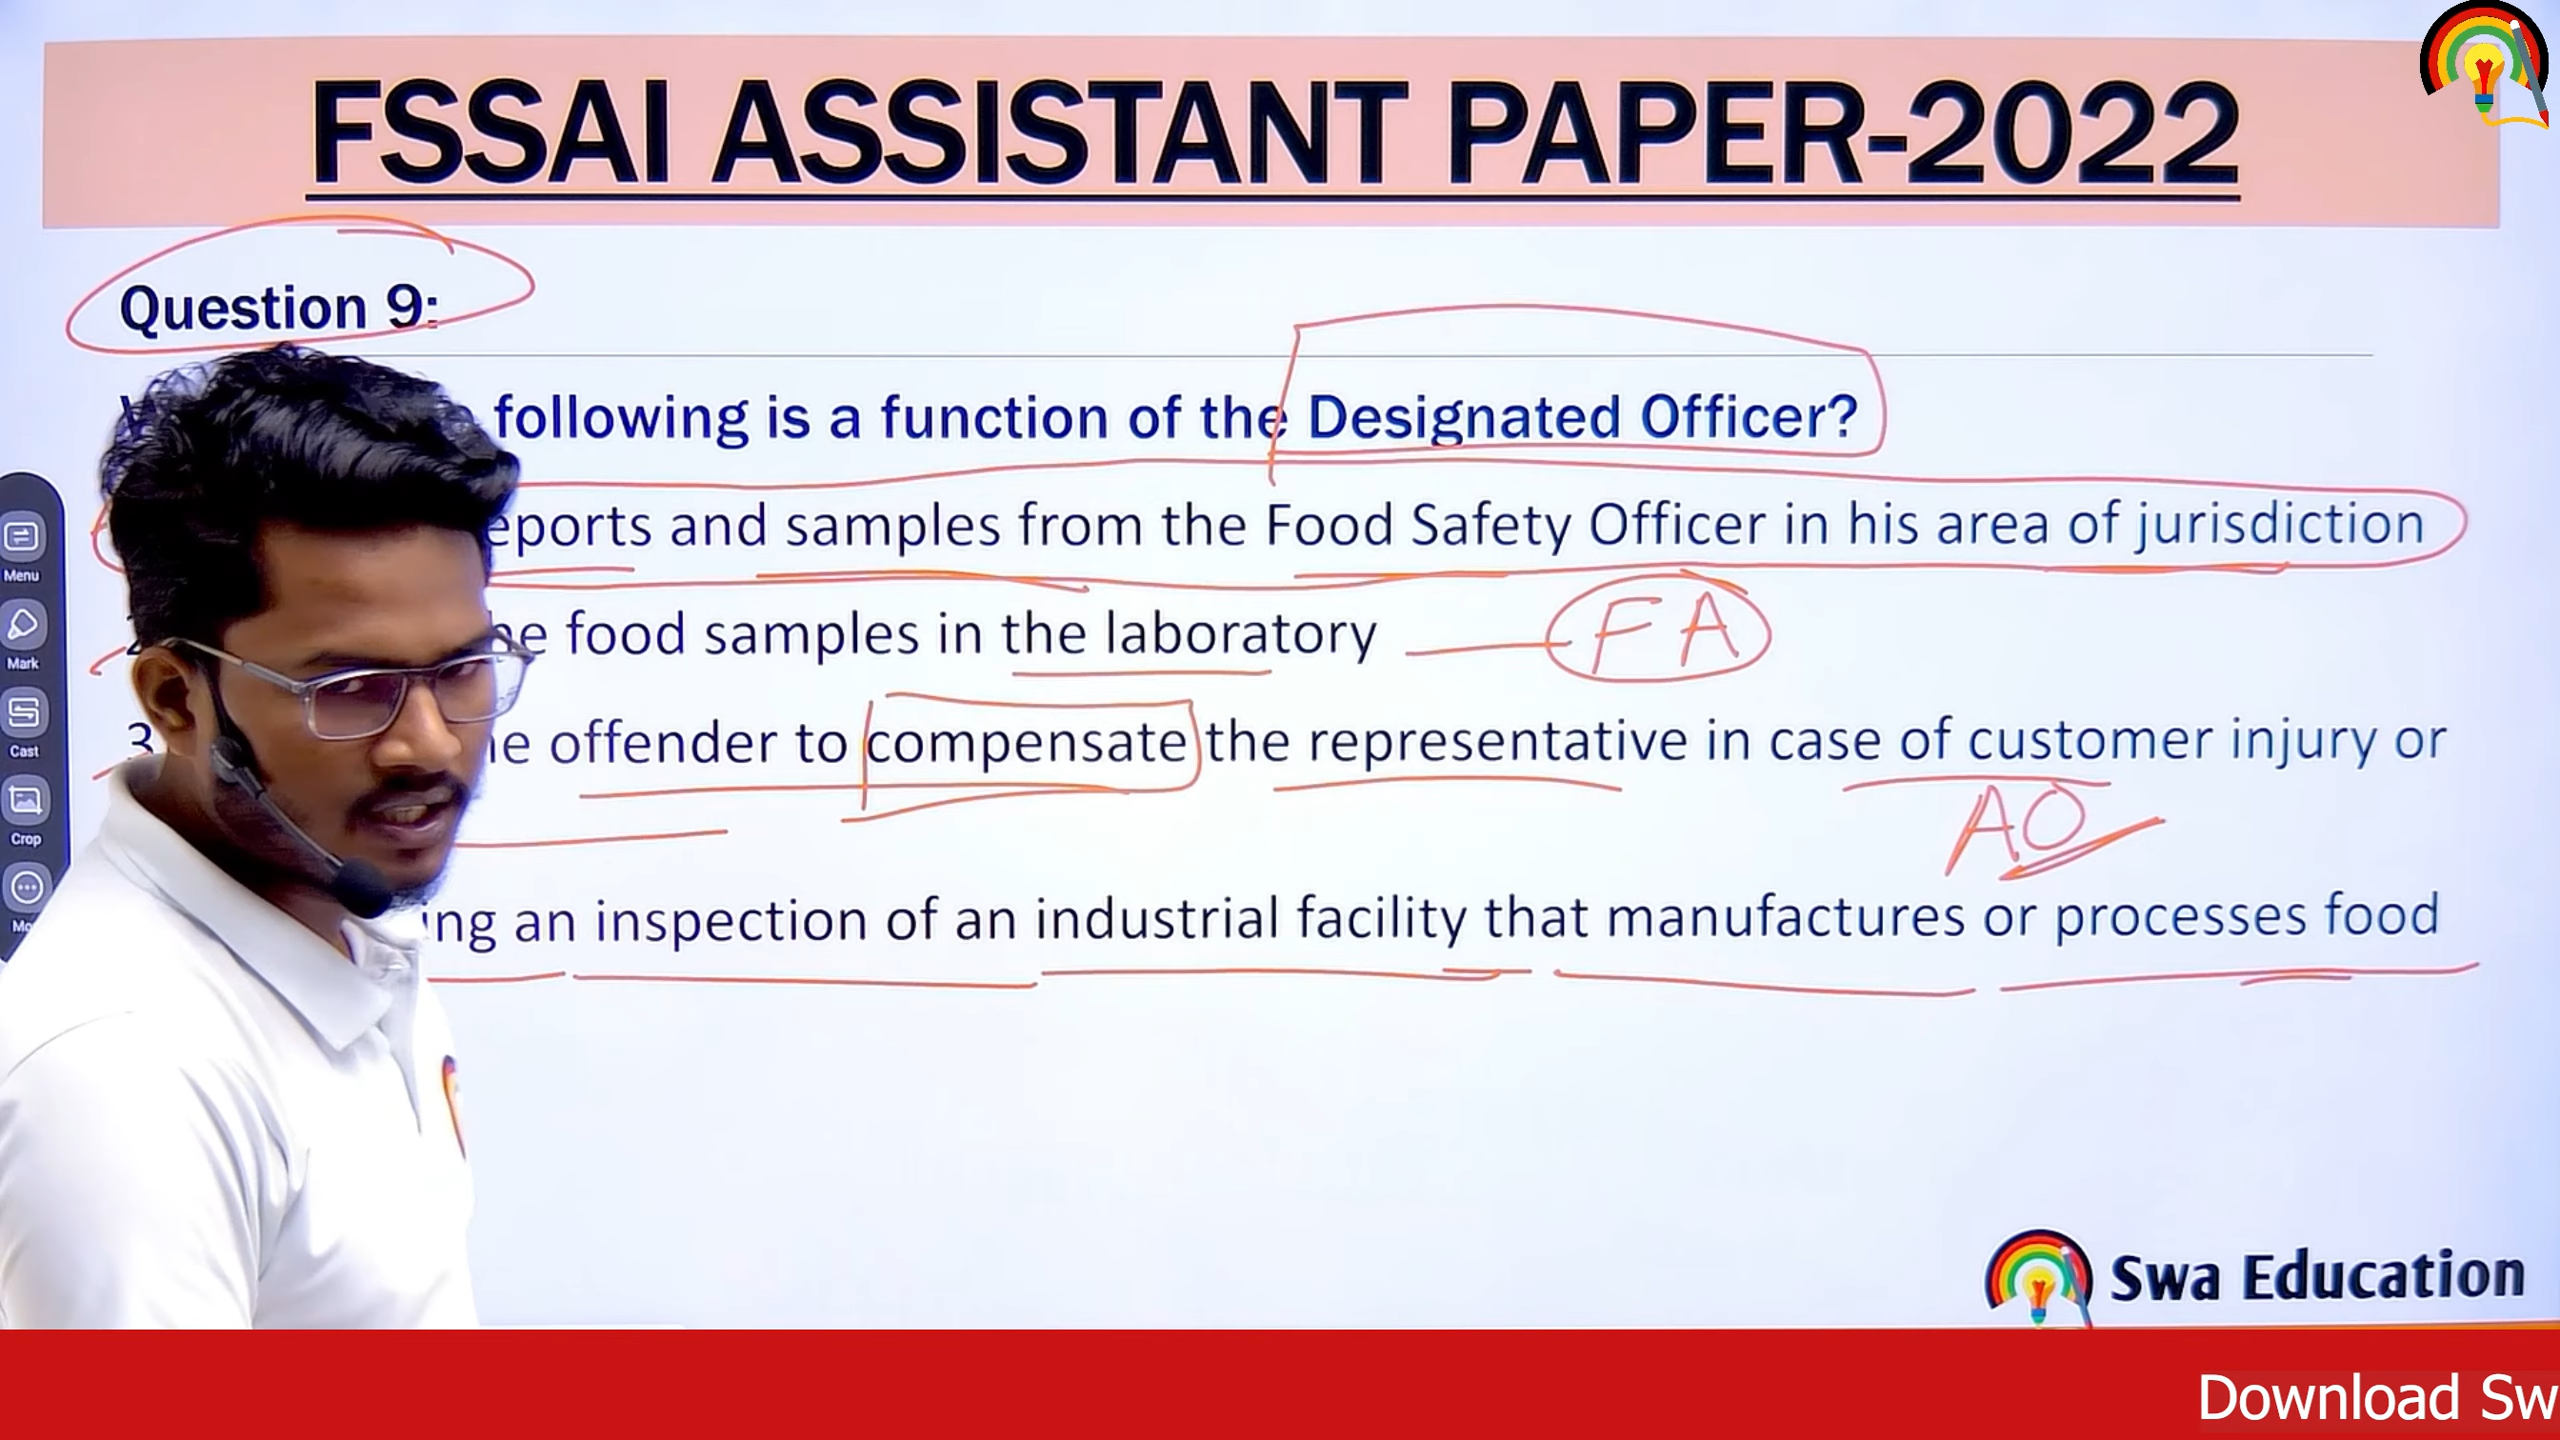 FSSAI ASSISTANT PAPER-2022
Question 9:
following is a function of the Designated Officer?
eports and samples from the Food Safety Officer in his area of jurisdiction
he food samples in the laboratory FA
3 he offender to compensate the representative in case of customer injury or
AO
ing an inspection of an industrial facility that manufactures or processes food
Menu
Mark
Cast
Crop
Mo
Swa Education
Download Sw